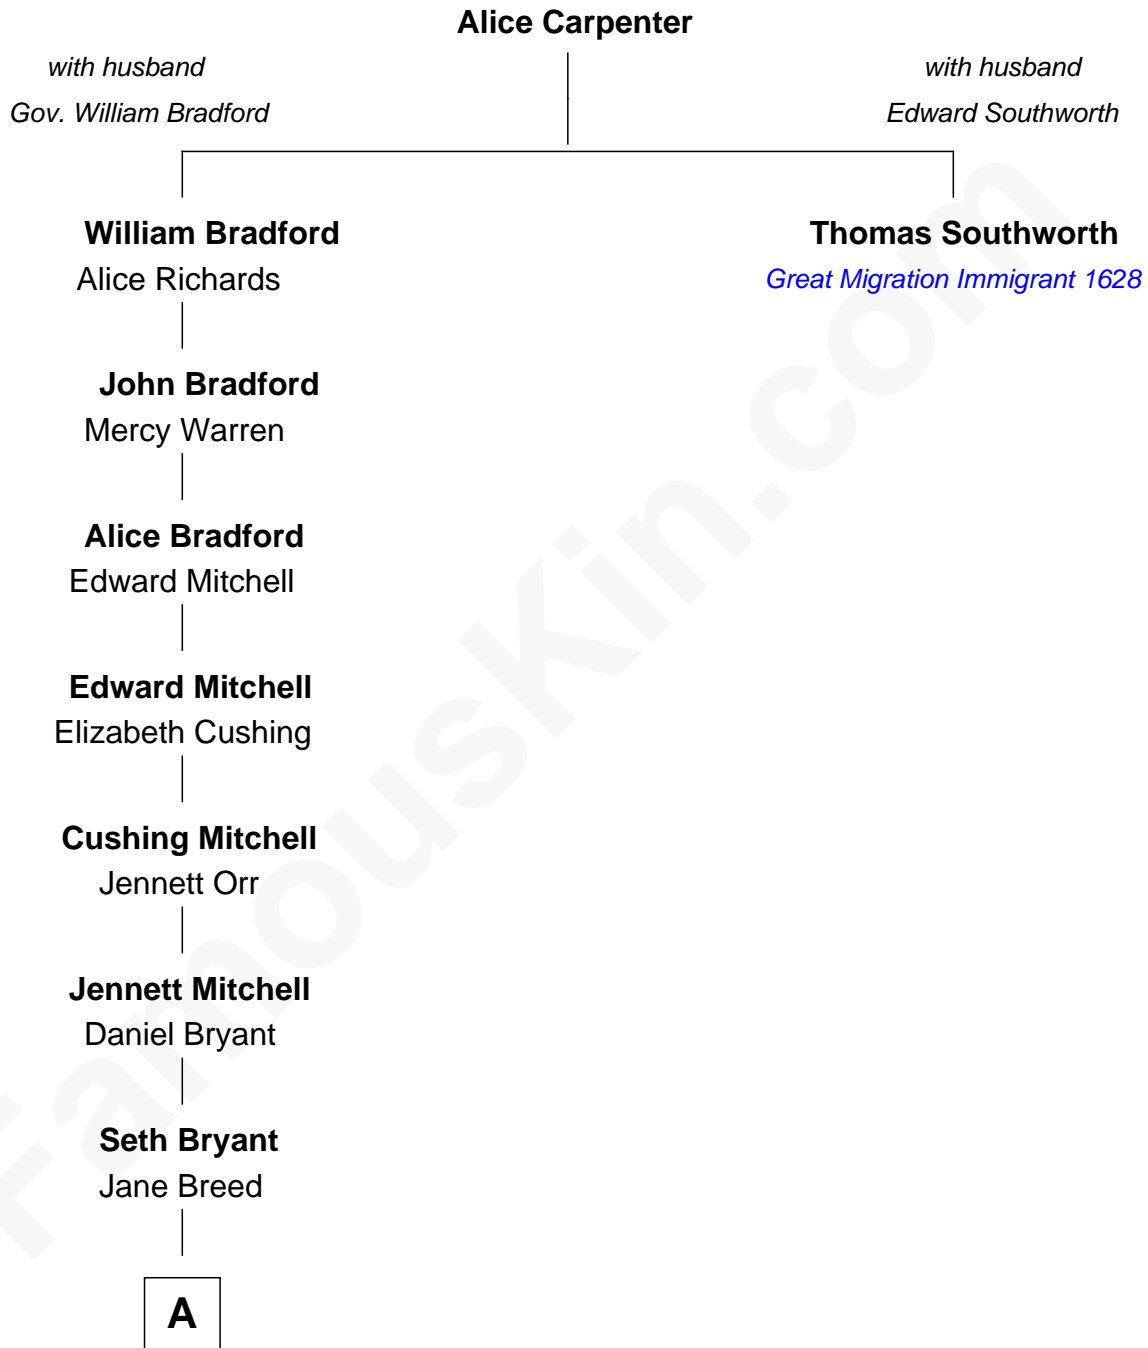 Alice Carpenter
with husband
Gov. William Bradford
with husband
Edward Southworth
William Bradford
Alice Richards
Thomas Southworth
Great Migration Immigrant 1628
John Bradford
Mercy Warren
Alice Bradford
Edward Mitchell
Edward Mitchell
Elizabeth Cushing
Cushing Mitchell
Jennett Orr
Jennett Mitchell
Daniel Bryant
Seth Bryant
Jane Breed
A
FamousKin.com